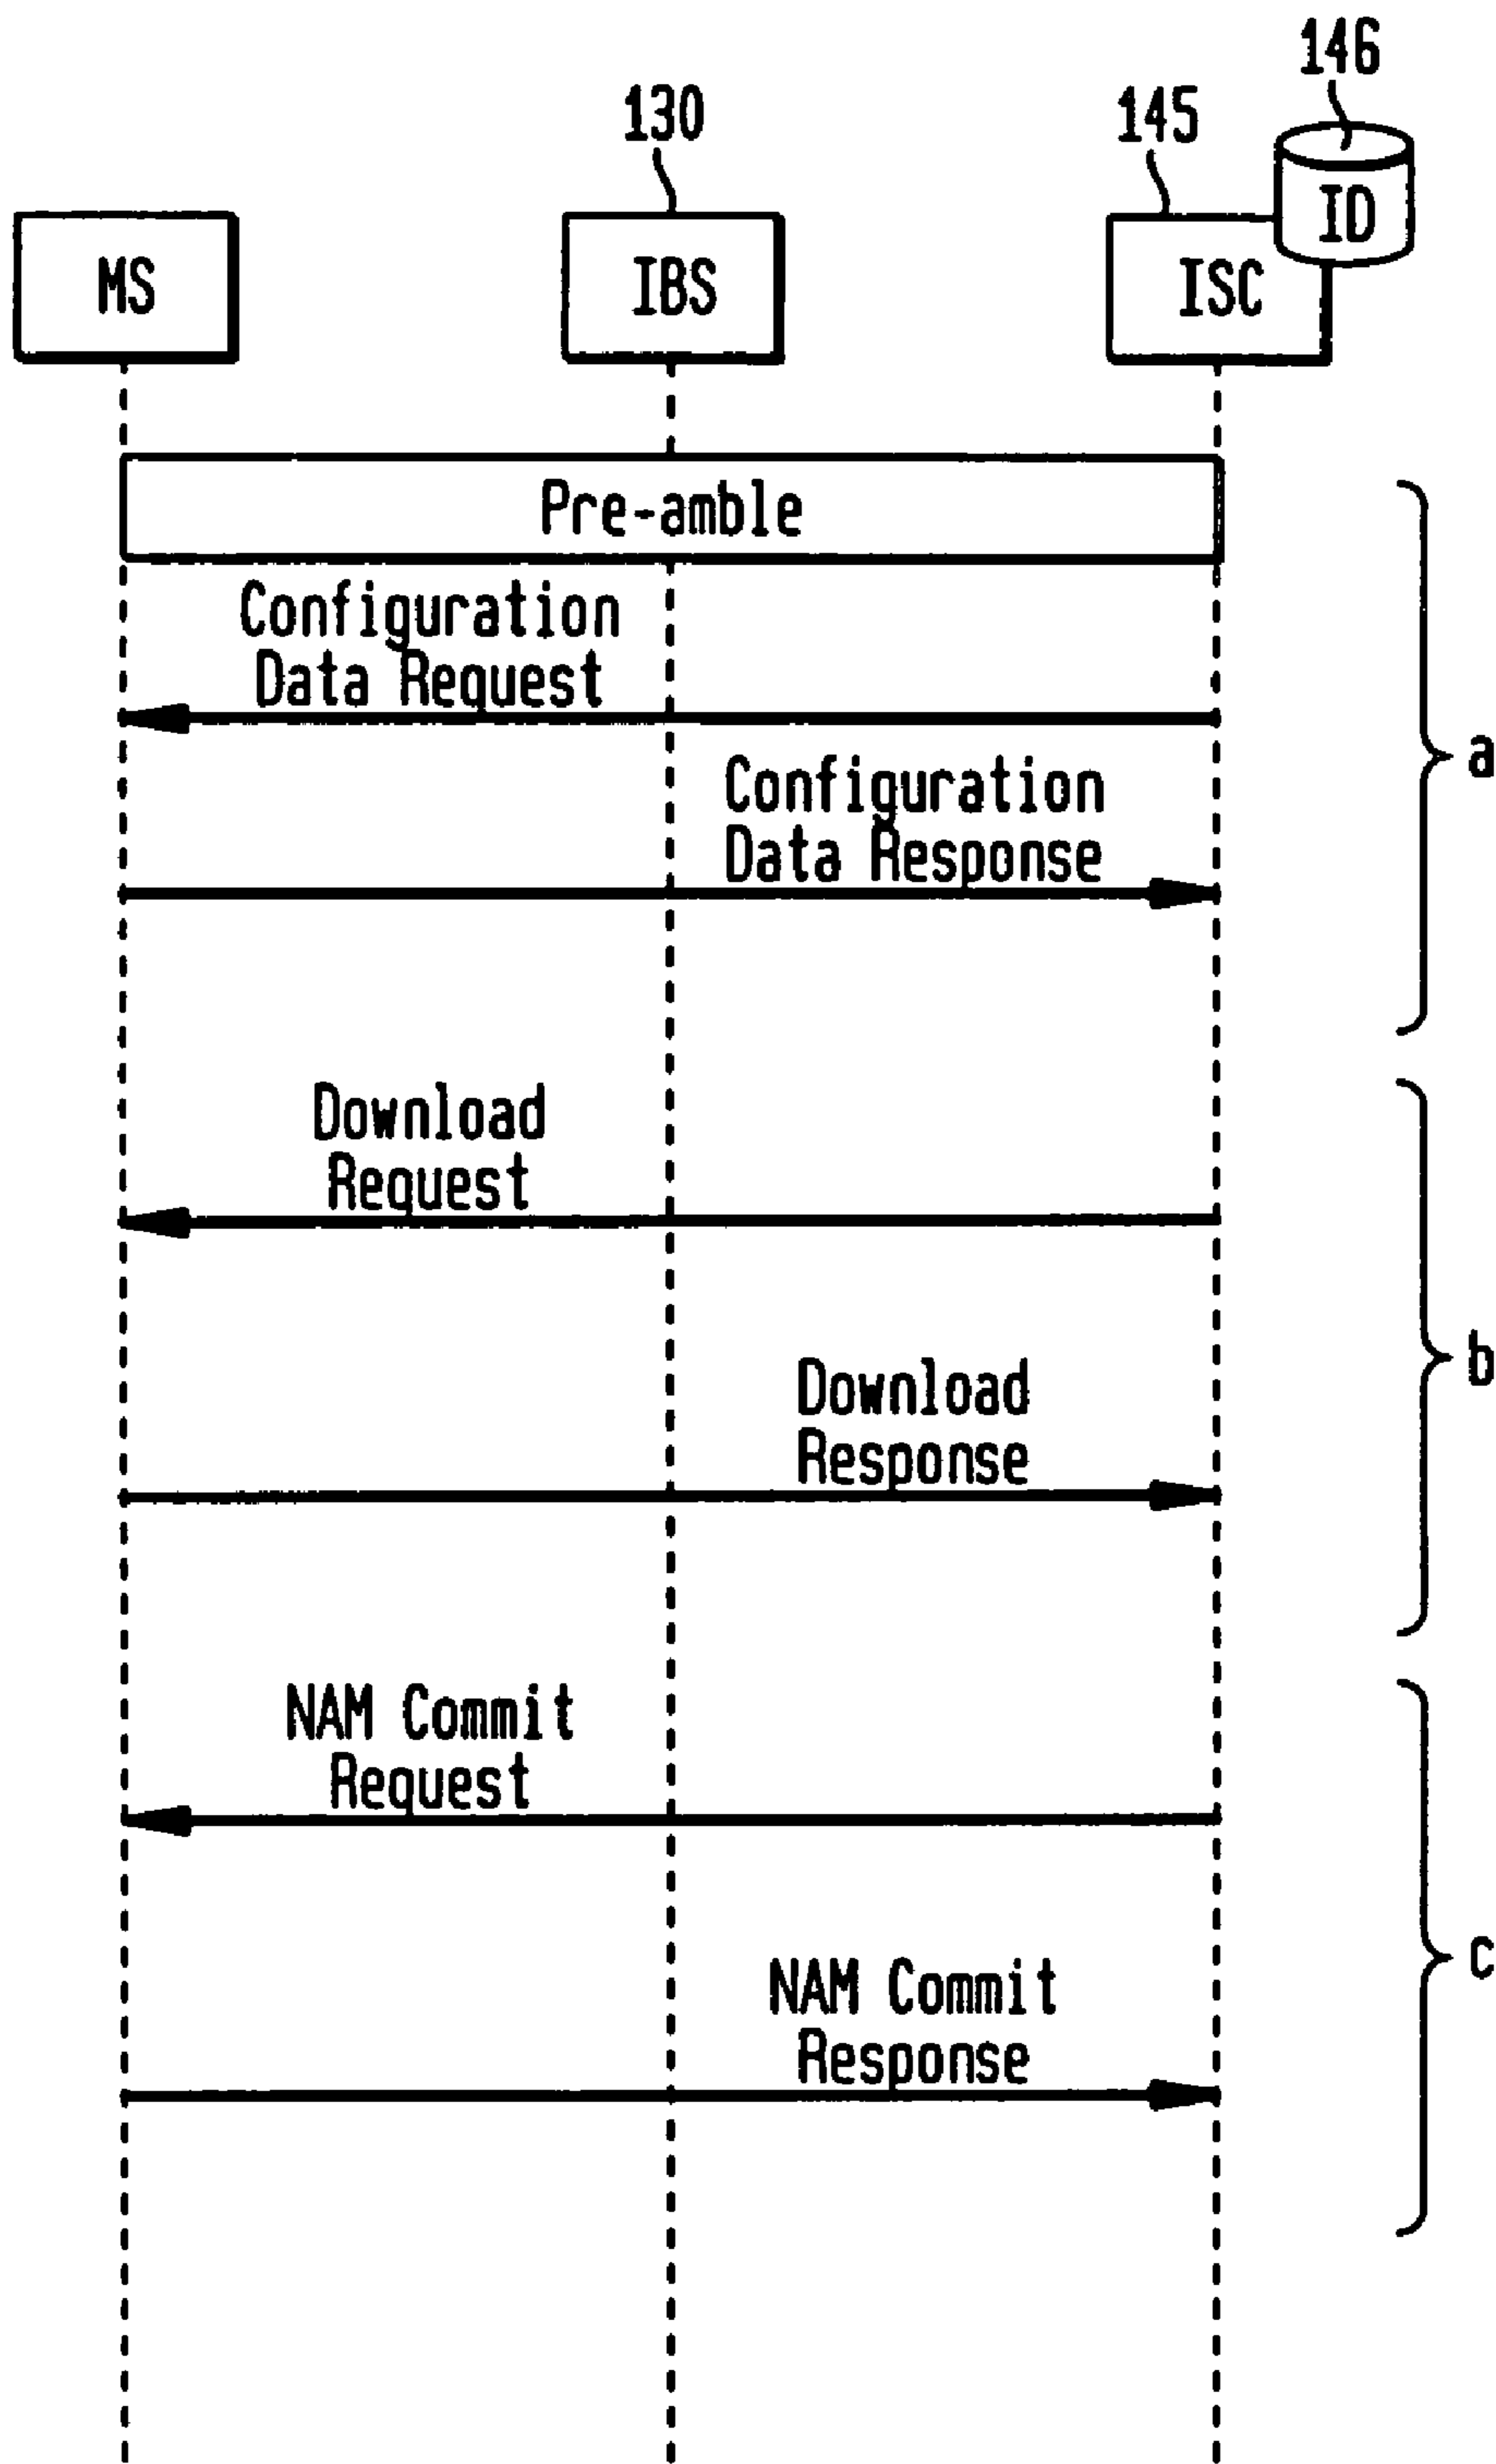 146
130
145
ID
MS
IBS
ISC
Pre-amble
Configuration
Data Request
a
Configuration
Data Response
Download
Request
b
Download
Response
NAM Commit
Request
c
NAM Commit
Response